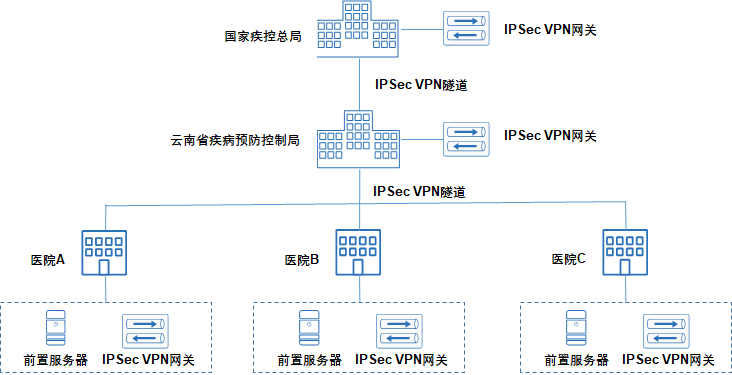 国家疾控总局
IPSec VPN网关
IPSec VPN隧道
云南省疾病预防控制局
IPSec VPN网关
IPSec VPN隧道
医院A
医院B
医院C
前置服务器
IPSec VPN网关
前置服务器
IPSec VPN网关
前置服务器
IPSec VPN网关